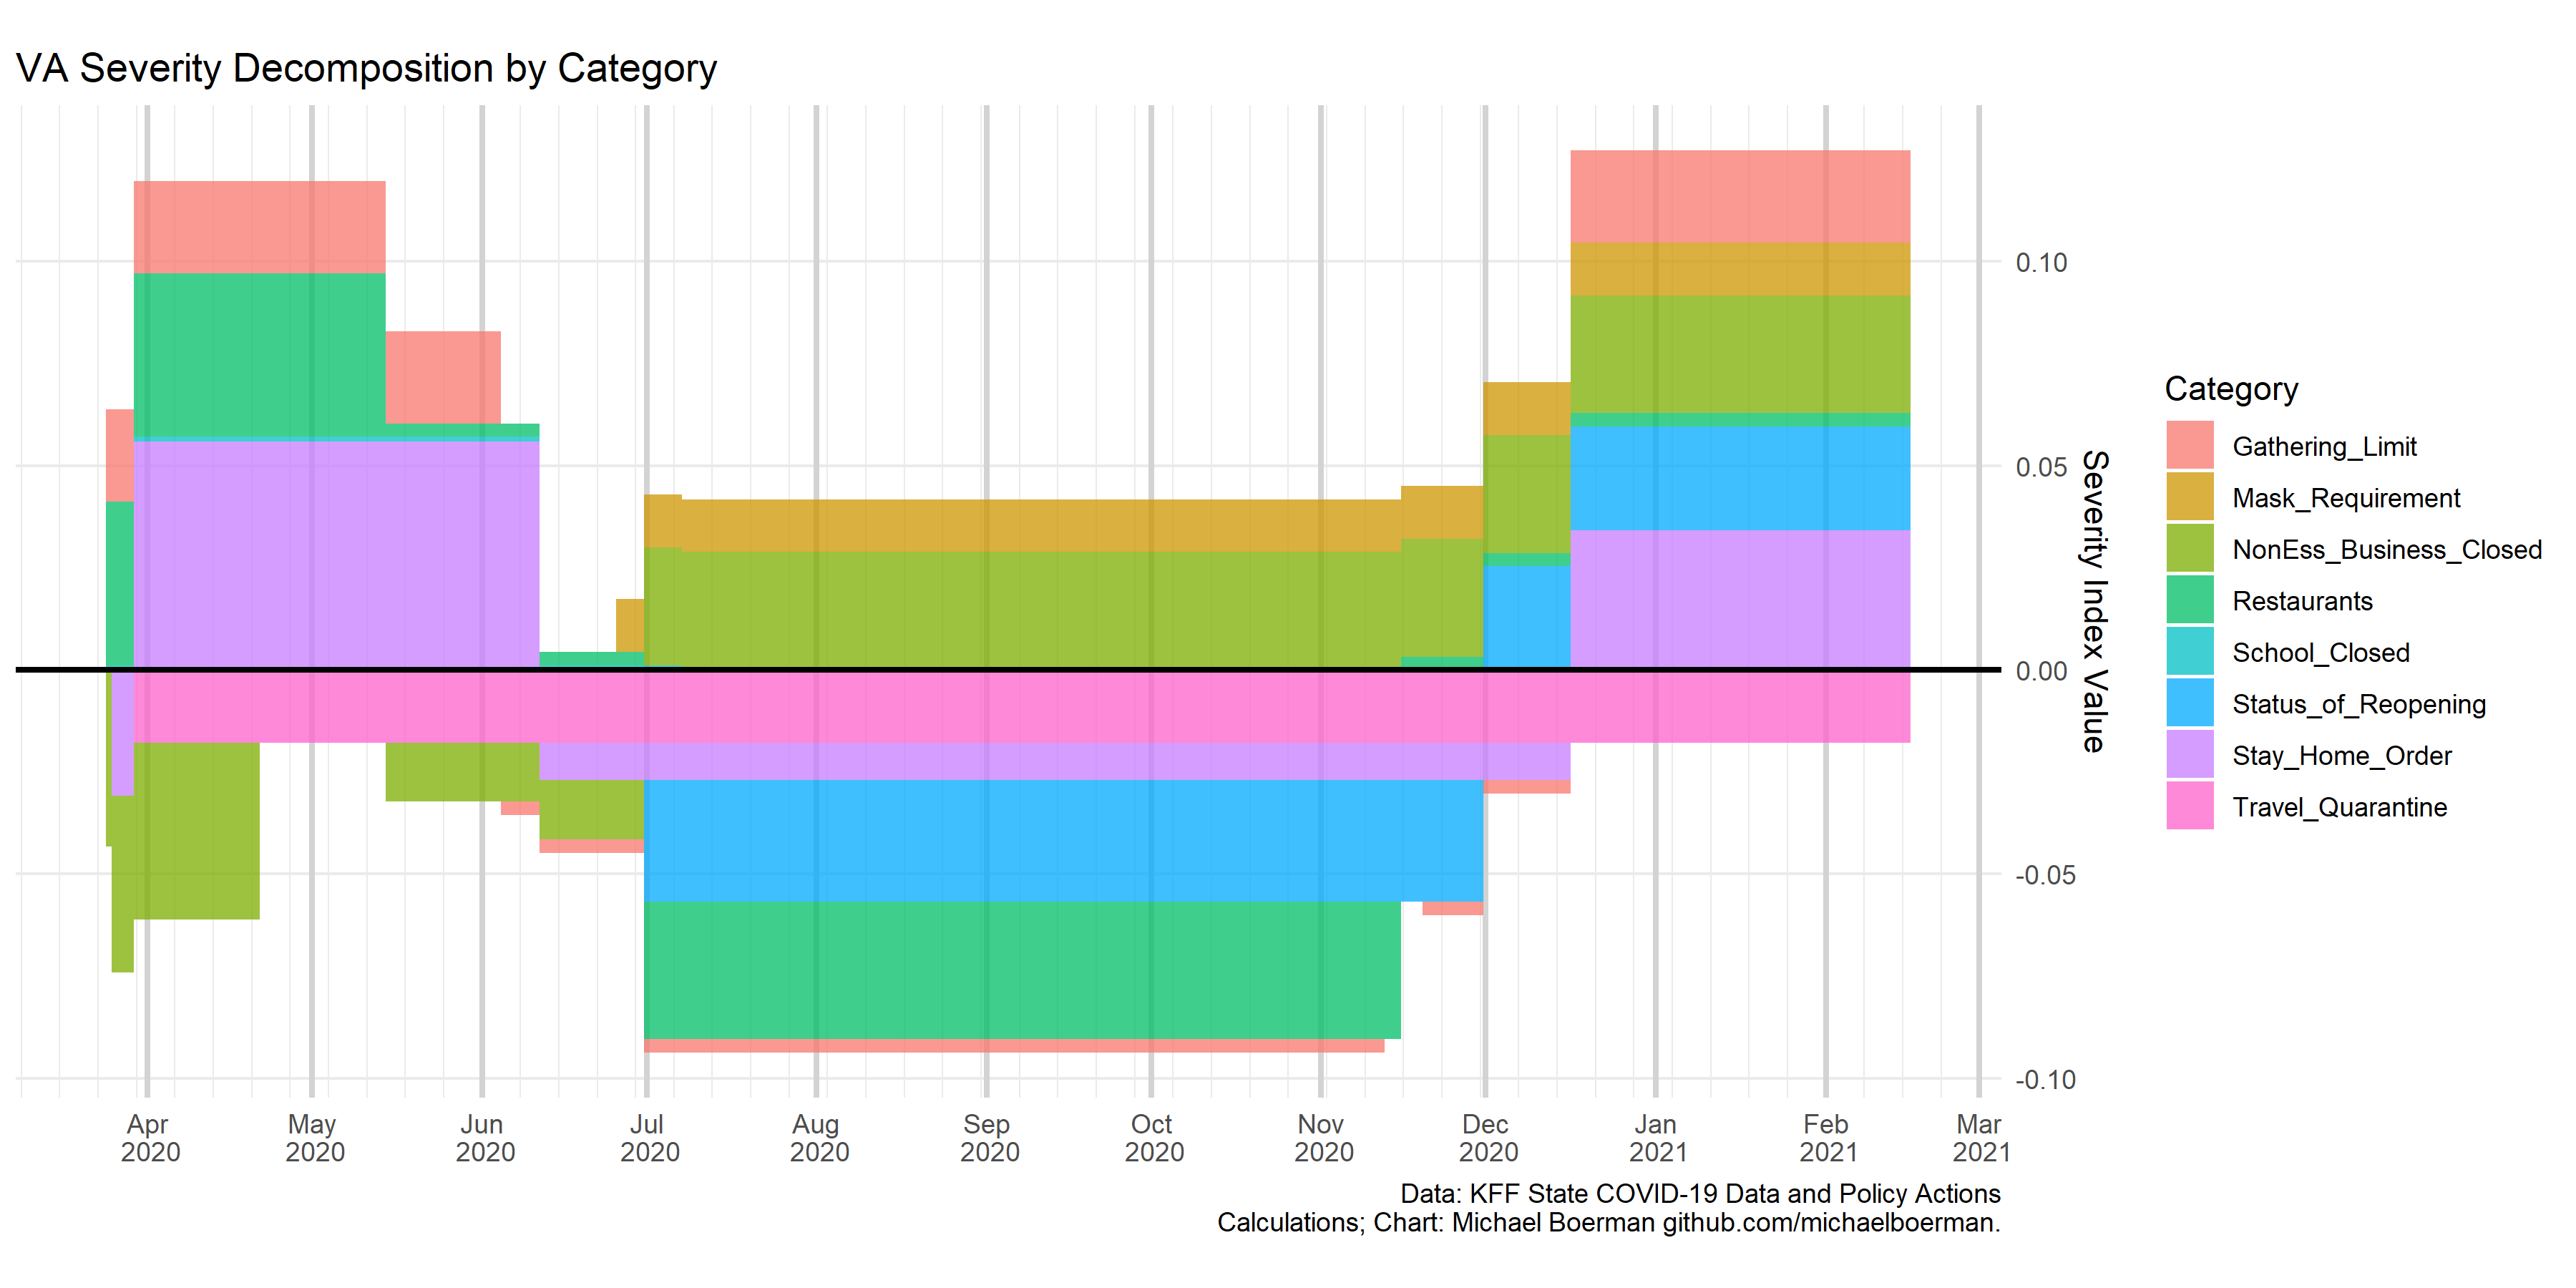 VA Severity Decomposition by Category
0.10
0.05
0.00
-0.05
-0.10
Severity Index Value
Apr
2020
May
2020
Jun
2020
Jul
2020
Aug
2020
Sep
2020
Oct
2020
Nov
2020
Dec
2020
Jan
2021
Feb
2021
Mar
2021
Category
Gathering_Limit
Mask_Requirement
NonEss_Business_Closed
Restaurants
School_Closed
Status_of_Reopening
Stay_Home_Order
Travel_Quarantine
Data: KFF State COVID-19 Data and Policy Actions
Calculations; Chart: Michael Boerman github.com/michaelboerman.